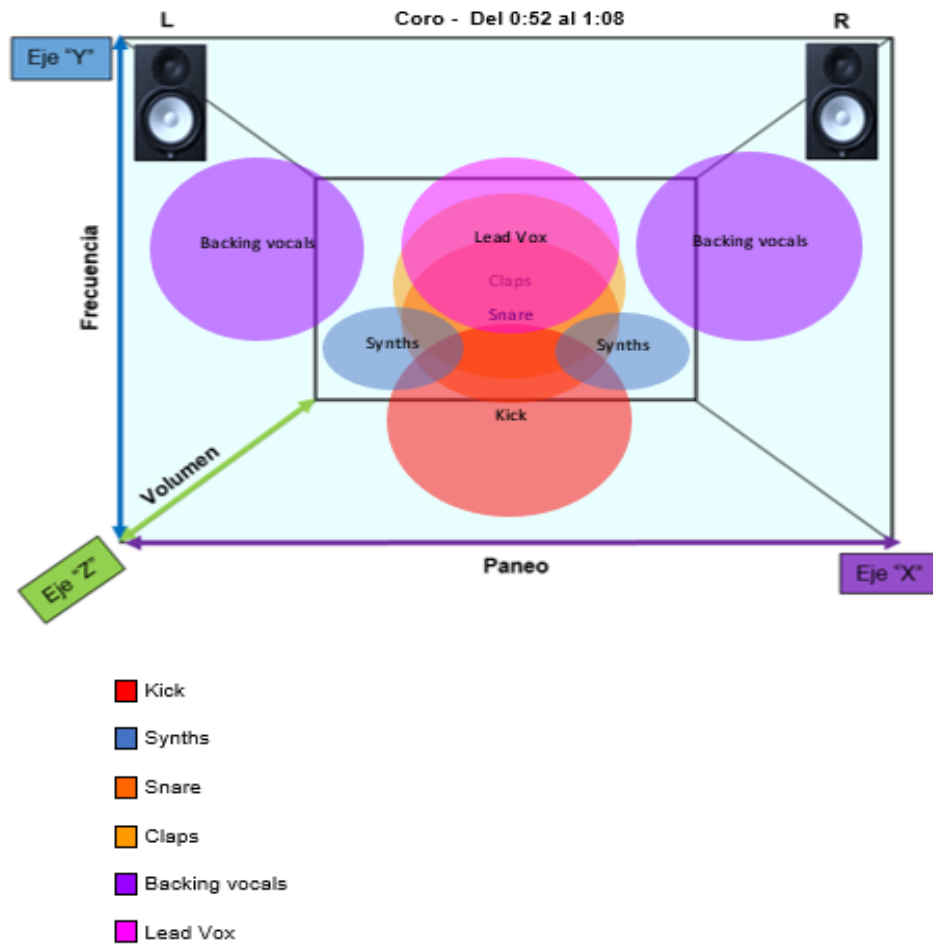 L
Coro - Del 0:52 al 1:08
R
Eje "Y"
Frecuencia
Backing vocals
Lead Vox
Backing vocals
Claps
Snare
Synths
Synths
Kick
Volumen
Eje "Z"
Paneo
Eje "X"
Kick
Synths
Snare
Claps
Backing vocals
Lead Vox